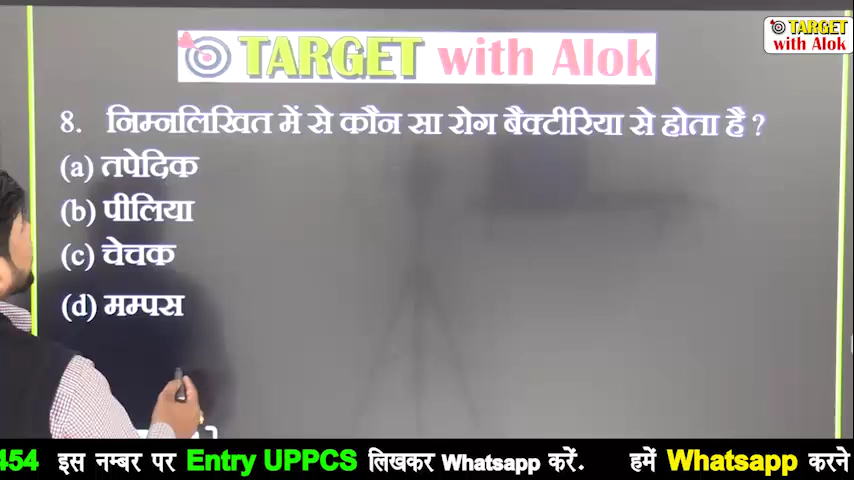 TARGET with Alok
TARGET
with Alok
8. निम्नलिखित में से कौन सा रोग बैक्टीरिया से होता है ?
(a) तपेदिक
(b) पीलिया
(c) चेचक
(d) मम्पस
454 इस नम्बर पर Entry UPPCS लिखकर Whatsapp करें. हमें Whatsapp करने